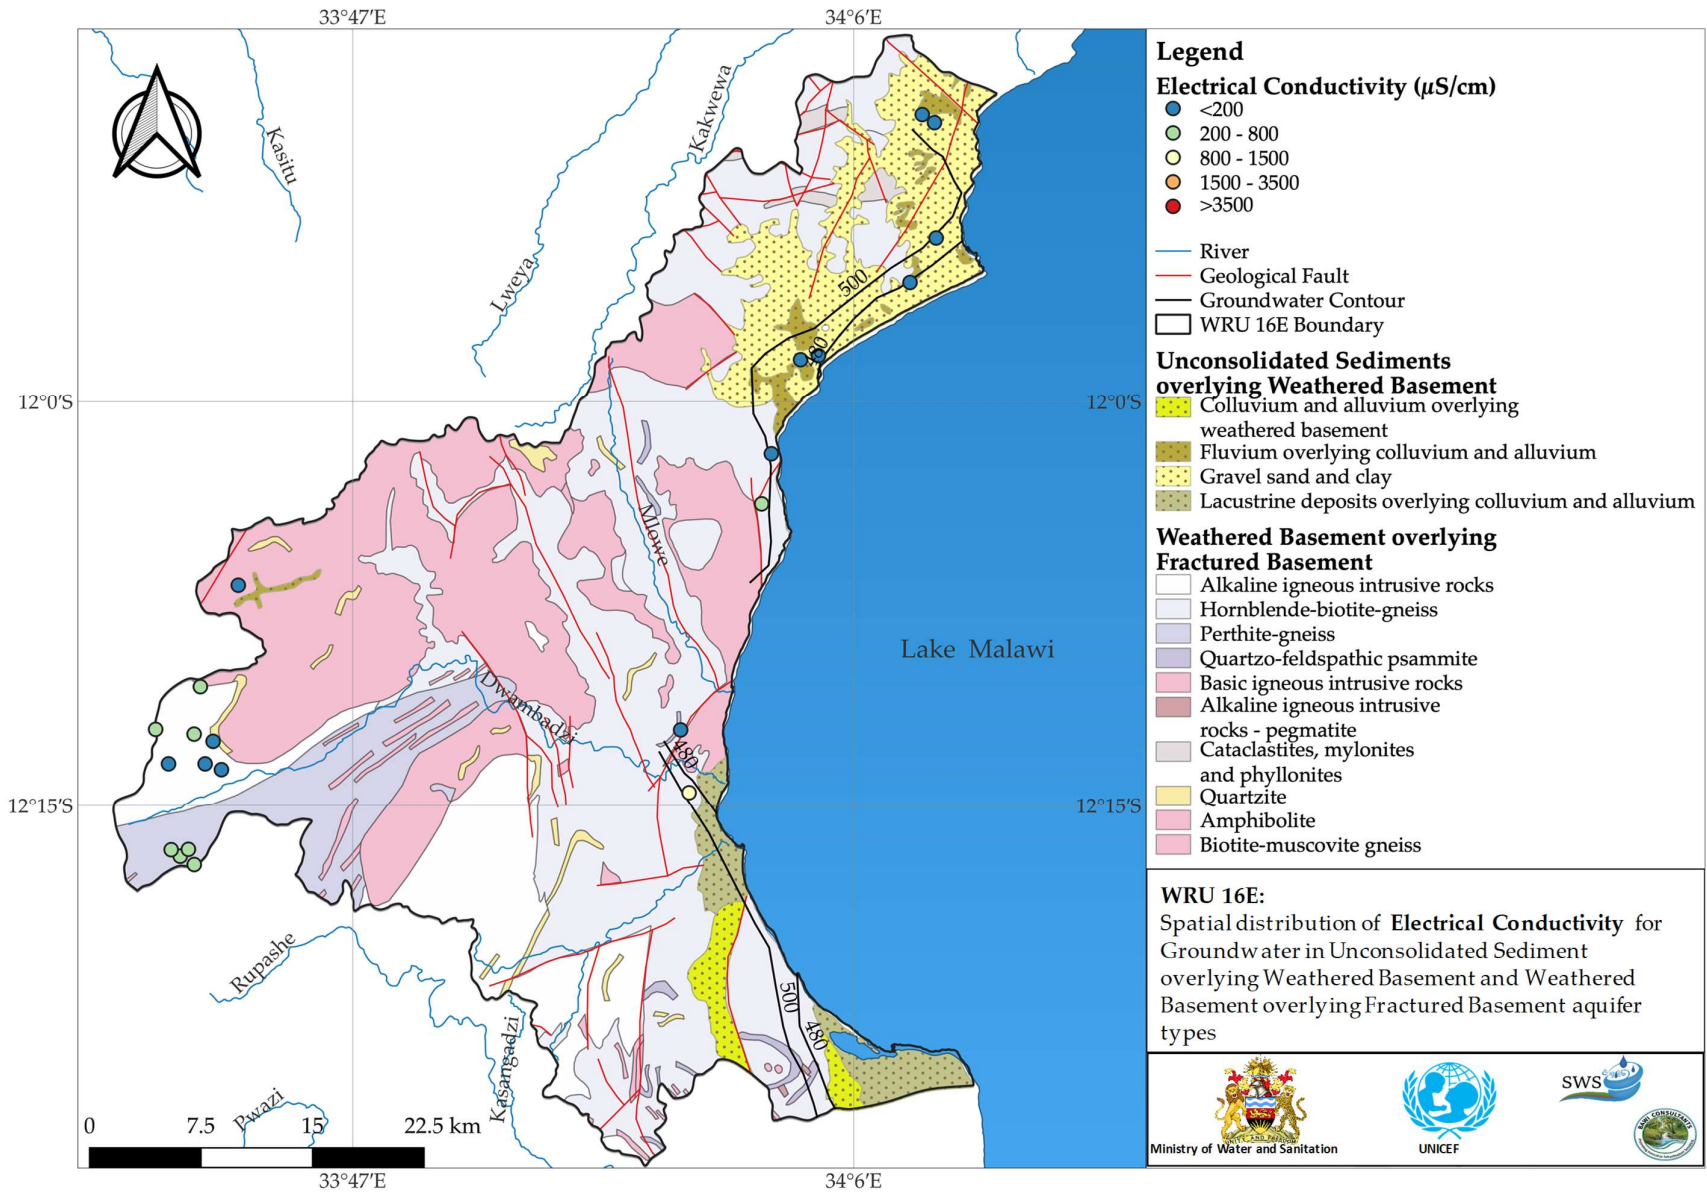 33°47′E
34°6′E
Kasitu
Kakwewa
Lweya
500
480
12°0′S
12°0′S
Mlowe
Lake Malawi
Dwambadzi
480
12°15′S
12°15′S
Rupashe
500
480
Kasangadzi
Pwazi
0 7.5 15 22.5 km
33°47′E
34°6′E
Legend
Electrical Conductivity (µS/cm)
<200
200 - 800
800 - 1500
1500 - 3500
>3500
River
Geological Fault
Groundwater Contour
WRU 16E Boundary
Unconsolidated Sediments
overlying Weathered Basement
Colluvium and alluvium overlying
weathered basement
Fluvium overlying colluvium and alluvium
Gravel sand and clay
Lacustrine deposits overlying colluvium and alluvium
Weathered Basement overlying
Fractured Basement
Alkaline igneous intrusive rocks
Hornblende-biotite-gneiss
Perthite-gneiss
Quartzo-feldspathic psammite
Basic igneous intrusive rocks
Alkaline igneous intrusive
rocks - pegmatite
Cataclastites, mylonites
and phyllonites
Quartzite
Amphibolite
Biotite-muscovite gneiss
WRU 16E:
Spatial distribution of Electrical Conductivity for
Groundwater in Unconsolidated Sediment
overlying Weathered Basement and Weathered
Basement overlying Fractured Basement aquifer
types
UNITY AND FREEDOM
Ministry of Water and Sanitation
UNICEF
SWS
BAWI CONSULTANTS